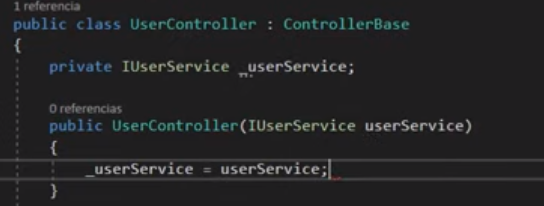 1 referencia
public class UserController : ControllerBase
{
private IUserService _userService;
0 referencias
public UserController(IUserService userService)
{
_userService = userService;
}